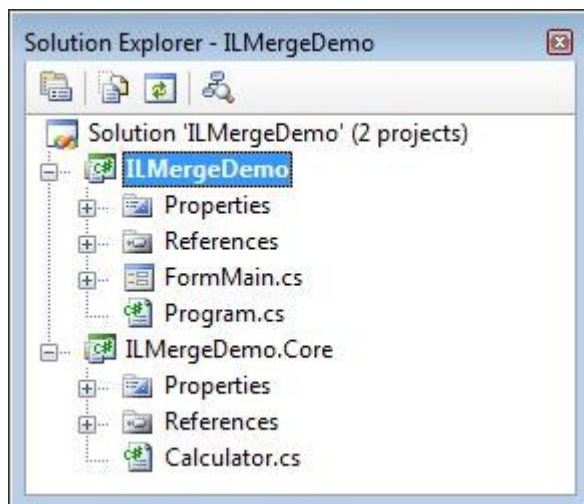 Solution Explorer - ILMergeDemo
Solution 'ILMergeDemo' (2 projects)
C# ILMergeDemo
Properties
References
FormMain.cs
C# Program.cs
C# ILMergeDemo.Core
Properties
References
C# Calculator.cs